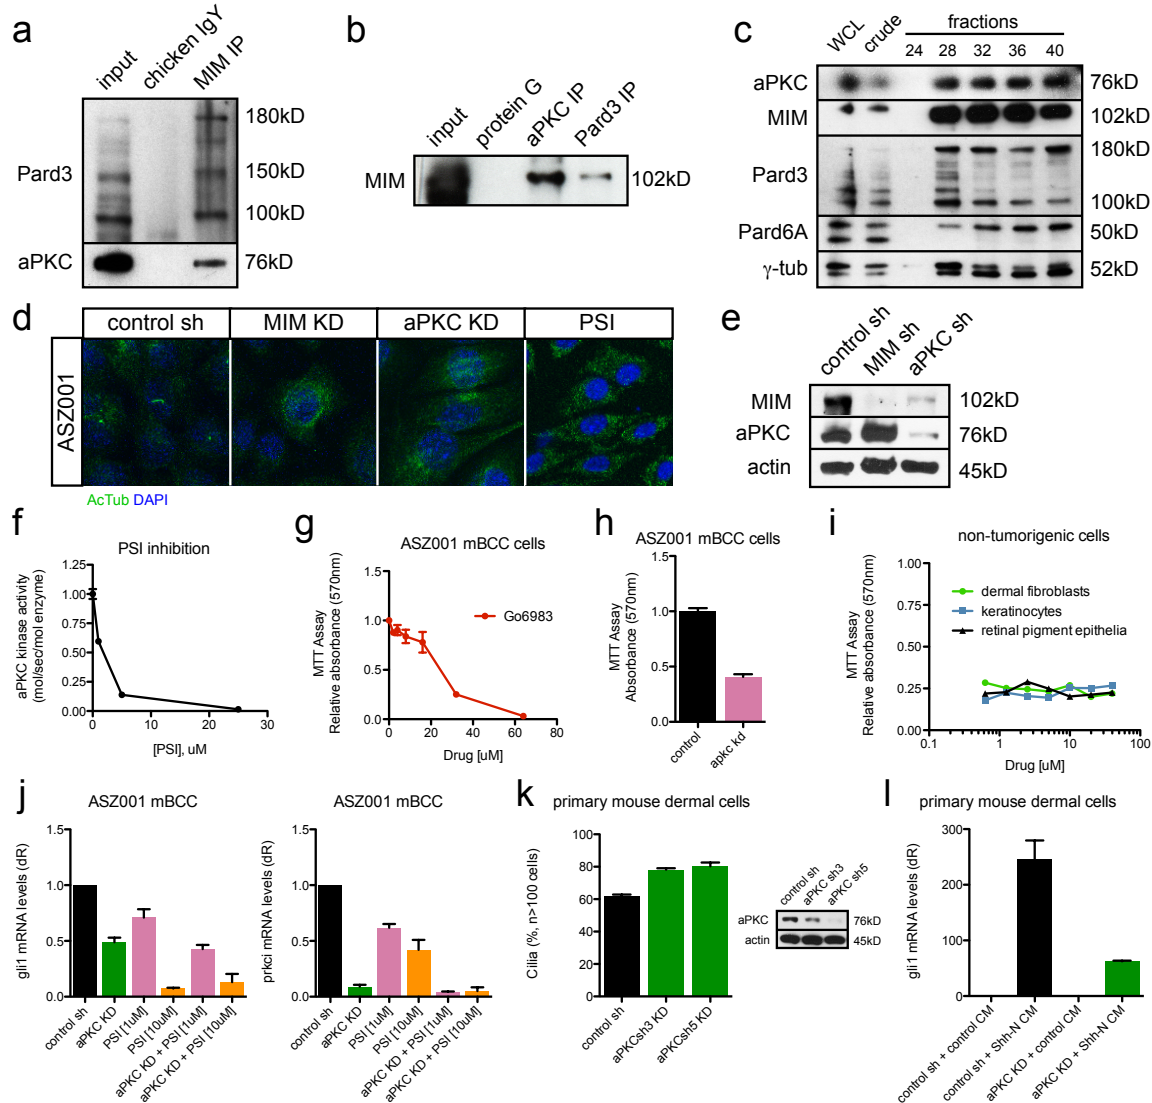 a
input
chicken IgY
MIM IP
Pard3
180kD
150kD
100kD
aPKC
76kD
b
input
protein G
aPKC IP
Pard3 IP
MIM
102kD
c
WCL
crude
fractions
24 28 32 36 40
aPKC 76kD
MIM 102kD
Pard3 180kD
100kD
Pard6A 50kD
γ-tub 52kD
d
control sh MIM KD aPKC KD PSI
ASZ001
AcTub DAPI
e
control sh
MIM sh
aPKC sh
MIM 102kD
aPKC 76kD
actin 45kD
f
PSI inhibition
aPKC kinase activity
(mol/sec/mol enzyme)
1.25
1.00
0.75
0.50
0.25
0.00
0 10 20 30
[PSI], uM
g
ASZ001 mBCC cells
MTT Assay
Relative absorbance (570nm)
1.5
1.0
0.5
0.0
Go6983
0 20 40 60 80
Drug [uM]
h
ASZ001 mBCC cells
MTT Assay
Absorbance (570nm)
1.5
1.0
0.5
0.0
control
apkc kd
i
non-tumorigenic cells
MTT Assay
Relative absorbance (570nm)
1.00
0.75
0.50
0.25
0.00
dermal fibroblasts
keratinocytes
retinal pigment epithelia
0.1 1 10 100
Drug [uM]
j
ASZ001 mBCC
gli1 mRNA levels (dR)
1.5
1.0
0.5
0.0
control sh
aPKC KD
PSI [1uM]
PSI [10uM]
aPKC KD + PSI [1uM]
aPKC KD + PSI [10uM]
ASZ001 mBCC
prkci mRNA levels (dR)
1.5
1.0
0.5
0.0
control sh
aPKC KD
PSI [1uM]
PSI [10uM]
aPKC KD + PSI [1uM]
aPKC KD + PSI [10uM]
k
primary mouse dermal cells
Cilia (%, n>100 cells)
80
60
40
20
0
control sh
aPKCsh3 KD
aPKCsh5 KD
control sh
aPKC sh3
aPKC sh5
aPKC 76kD
actin 45kD
l
primary mouse dermal cells
gli1 mRNA levels (dR)
300
200
100
0
control sh + control CM
control sh + Shh-N CM
aPKC KD + control CM
aPKC KD + Shh-N CM